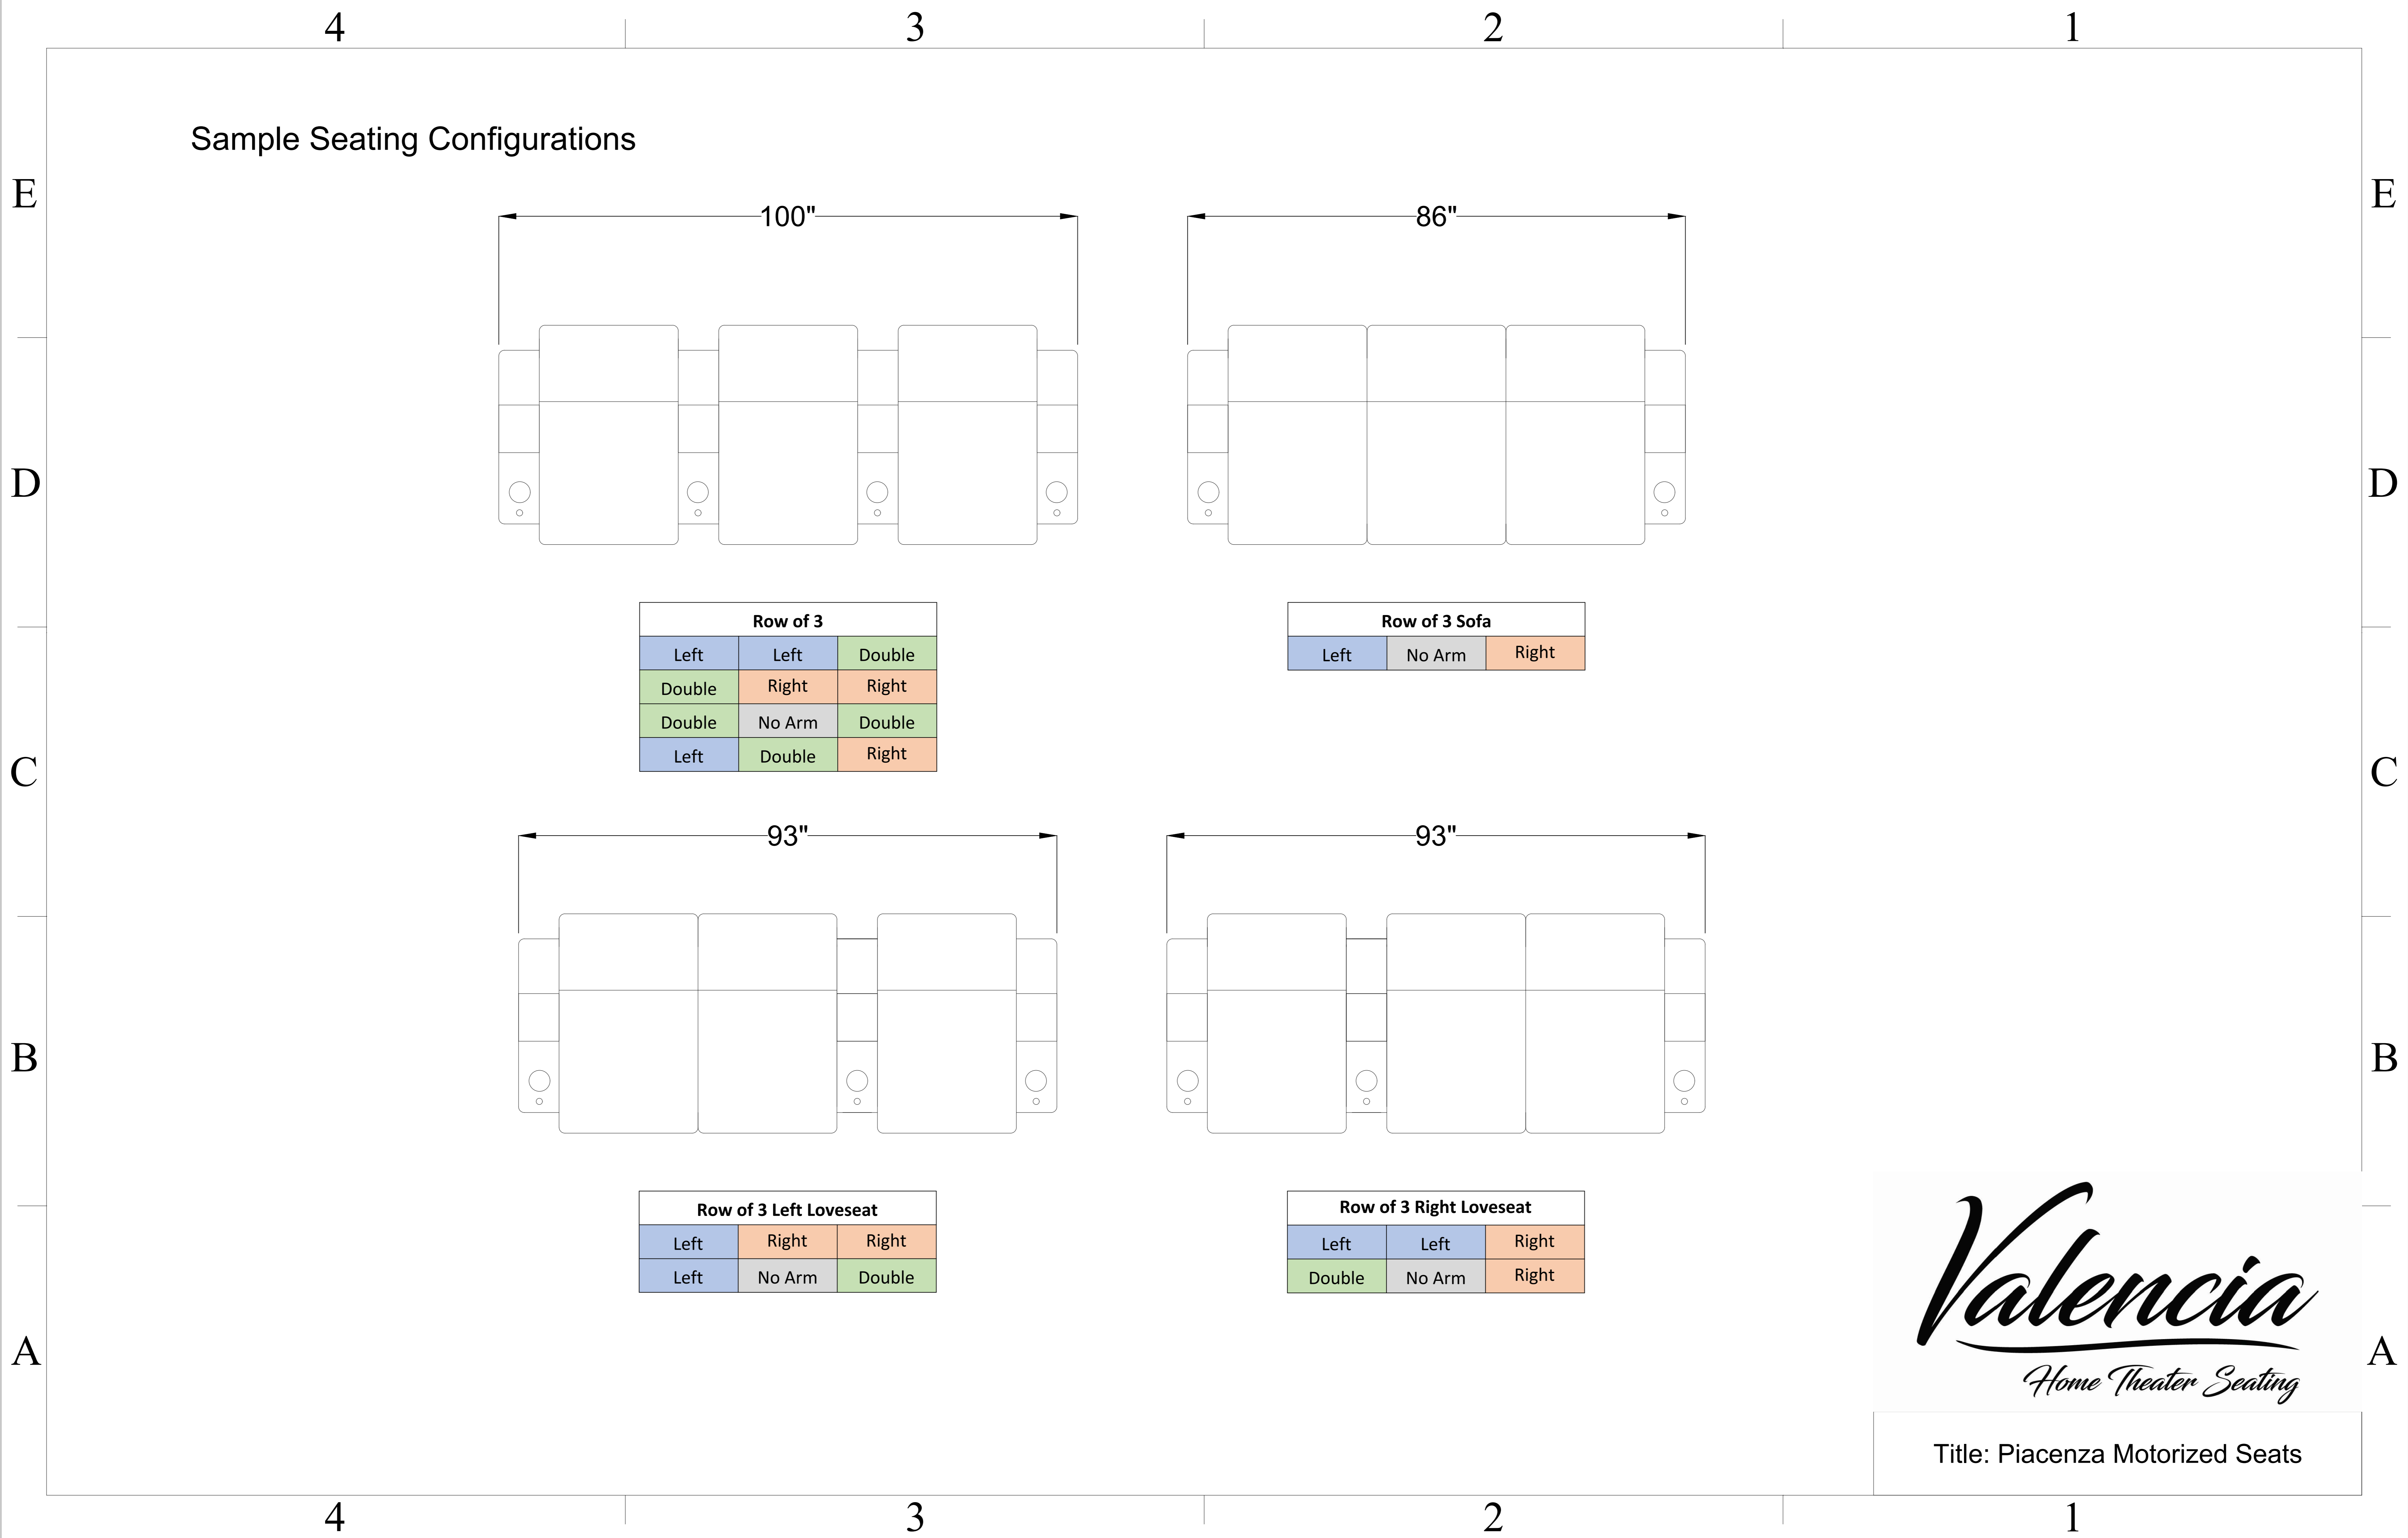 4 3 2 1
Sample Seating Configurations
E E
100" 86"
D D
Row of 3
Left Left Double
Double Right Right
Double No Arm Double
Left Double Right
Row of 3 Sofa
Left No Arm Right
C C
93" 93"
B B
Row of 3 Left Loveseat
Left Right Right
Left No Arm Double
Row of 3 Right Loveseat
Left Left Right
Double No Arm Right
Valencia
Home Theater Seating
A A
Title: Piacenza Motorized Seats
4 3 2 1